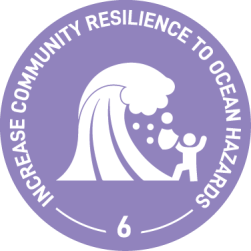 INCREASE COMMUNITY RESILIENCE TO OCEAN HAZARDS
6